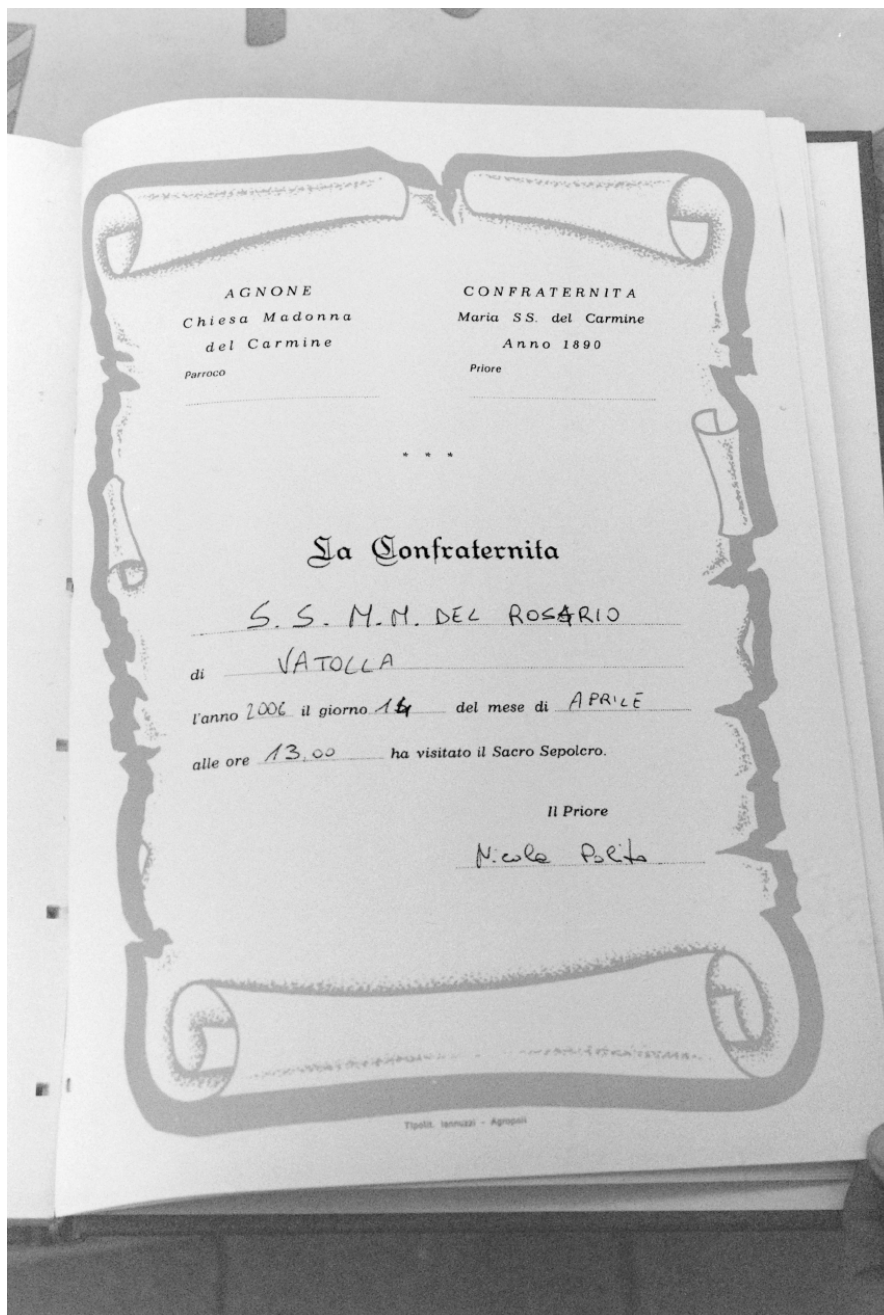 AGNONE
Chiesa Madonna
del Carmine
Parroco
CONFRATERNITA
Maria SS. del Carmine
Anno 1890
Priore
* * *
La Confraternita
S. S. M.M. DEL ROSARIO
di VATOLLA
l'anno 2006 il giorno 14 del mese di APRILE
alle ore 13,00 ha visitato il Sacro Sepolcro.
Il Priore
Nicola Polito
Tipolit. Iannuzzi - Agropoli